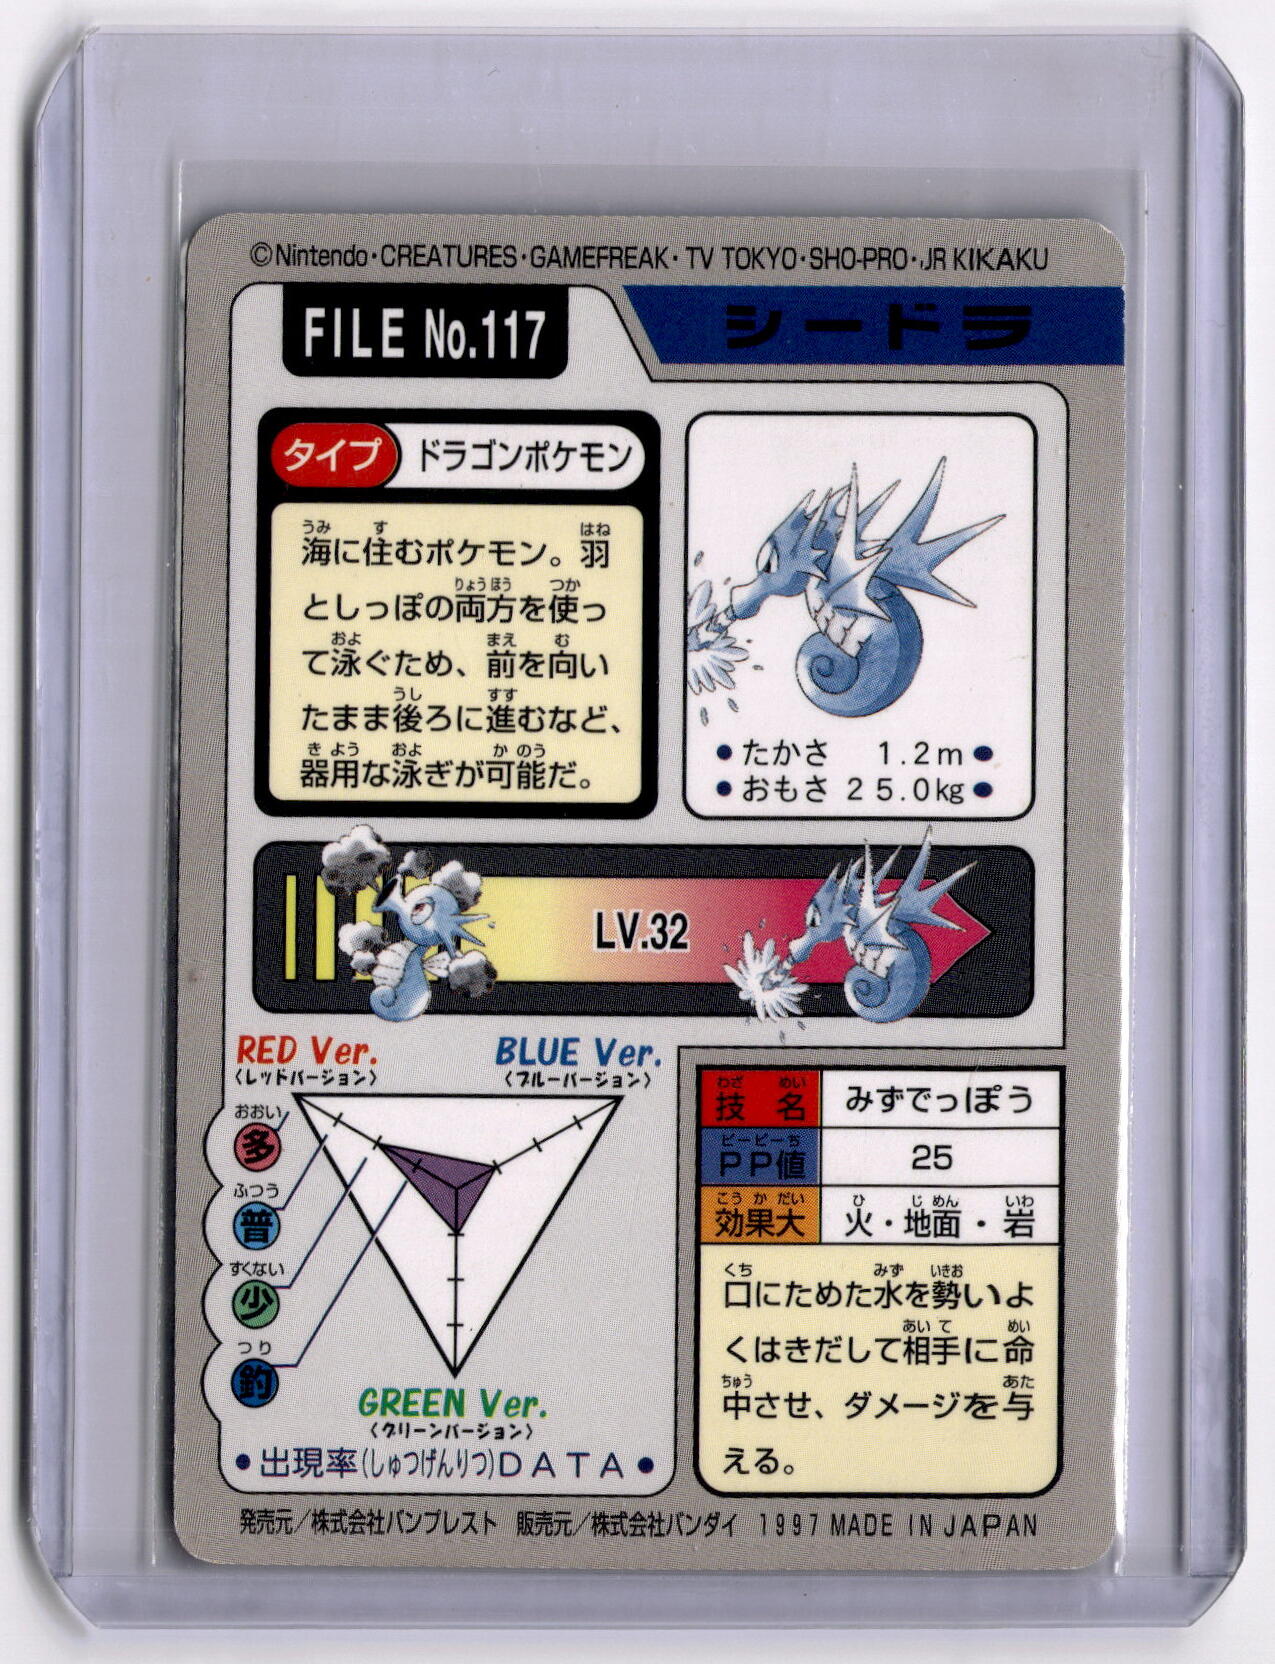 ©Nintendo・CREATURES・GAMEFREAK・TV TOKYO・SHO-PRO・JR KIKAKU
FILE No.117
シードラ
タイプ ドラゴンポケモン
海に住むポケモン。羽
としっぽの両方を使っ
て泳ぐため、前を向い
たまま後ろに進むなど、
器用な泳ぎが可能だ。
うみ す はね
りょうほう つか
およ まえ む
うし すす
きよう およ かのう
● たかさ 1.2m ●
● おもさ 25.0kg ●
LV.32
RED Ver.
〈レッドバージョン〉
BLUE Ver.
〈ブルーバージョン〉
おおい
多
ふつう
普
すくない
少
つり
釣
GREEN Ver.
〈グリーンバージョン〉
● 出現率(しゅつげんりつ)DATA ●
わざ めい
技 名 みずでっぽう
ピーピーち
PP値 25
こうかだい ひ じめん いわ
効果大 火・地面・岩
くち みず いきお
口にためた水を勢いよ
あいて めい
くはきだして相手に命
ちゅう あた
中させ、ダメージを与
える。
発売元/株式会社バンプレスト 販売元/株式会社バンダイ 1997 MADE IN JAPAN